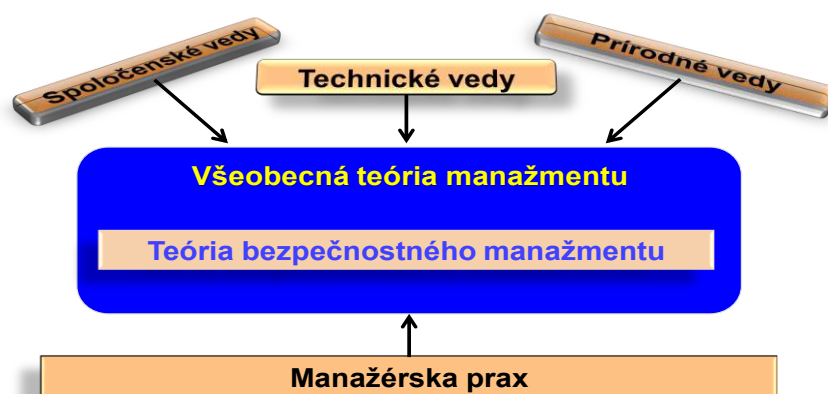 Spoločenské vedy
Technické vedy
Prírodné vedy
Všeobecná teória manažmentu
Teória bezpečnostného manažmentu
Manažérska prax